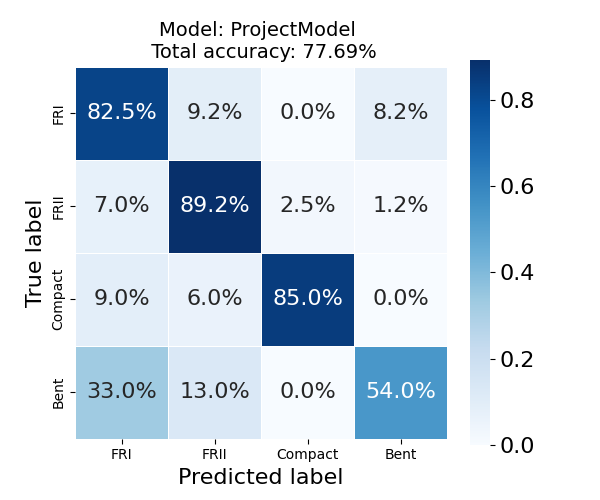 Model: ProjectModel
Total accuracy: 77.69%
FRI 82.5% 9.2% 0.0% 8.2%
FRII 7.0% 89.2% 2.5% 1.2%
Compact 9.0% 6.0% 85.0% 0.0%
Bent 33.0% 13.0% 0.0% 54.0%
FRI FRII Compact Bent
True label
Predicted label
0.8
0.6
0.4
0.2
0.0